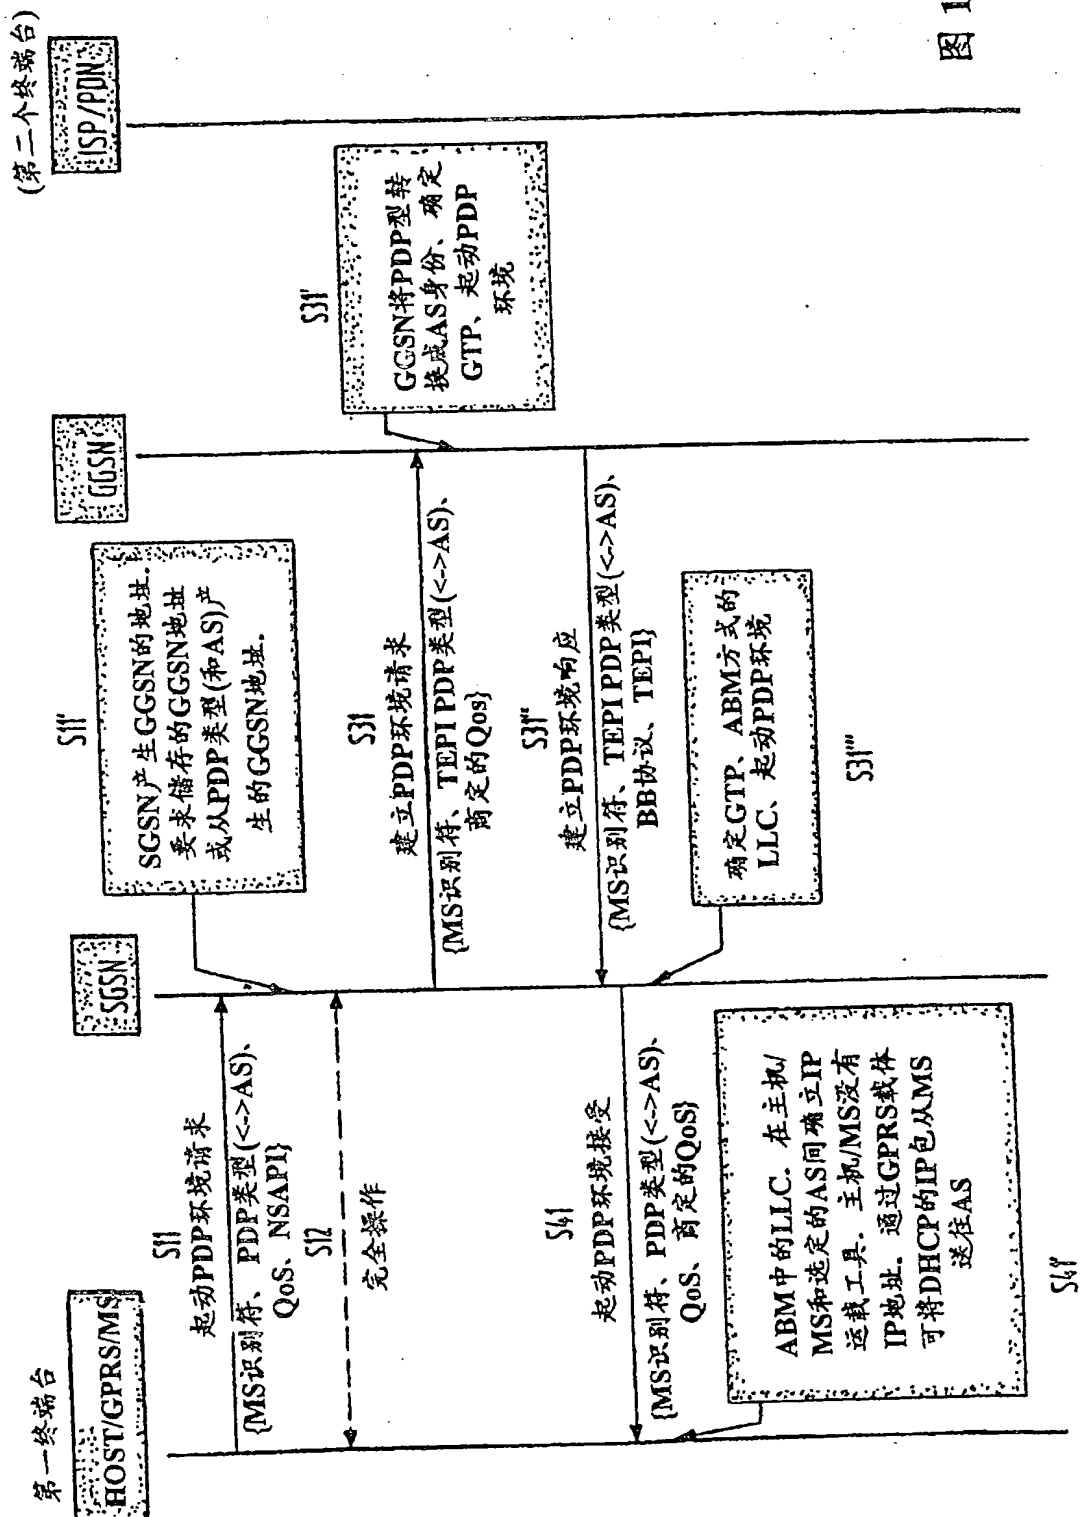 第一终端台
HOST/GPRS/MS
SGSN
GGSN
(第二个终端台)
ISP/PDN
S11
起动PDP环境请求
{MS识别符、PDP类型(<->AS)、
QoS、NSAPI}
S11'
SGSN产生GGSN的地址.
要求储存的GGSN地址
或从PDP类型(和AS)产
生的GGSN地址.
S12
完全操作
S31
建立PDP环境请求
{MS识别符、TEPI PDP类型(<->AS)、
商定的Qos}
S31'
GGSN将PDP型转
换成AS身份、确定
GTP、起动PDP
环境
S31''
建立PDP环境响应
{MS识别符、TEPI PDP类型(<->AS)、
BB协议、TEPI}
确定GTP、ABM方式的
LLC、起动PDP环境
S31'''
S41
起动PDP环境接受
{MS识别符、PDP类型(<->AS)、
QoS、商定的QoS}
ABM中的LLC. 在主机/
MS和选定的AS间确立IP
运载工具. 主机/MS没有
IP地址. 通过GPRS载体
可将DHCP的IP包从MS
送往AS
S41'
图 1